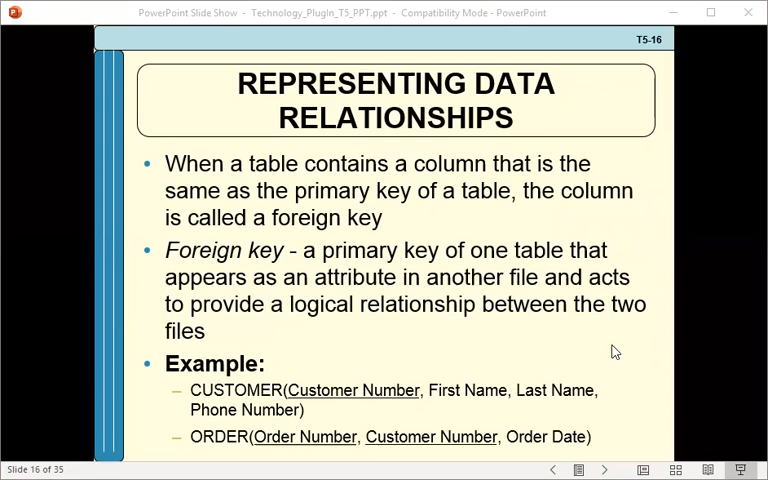 PowerPoint Slide Show - Technology_PlugIn_T5_PPT.ppt - Compatibility Mode - PowerPoint
T5-16
REPRESENTING DATA
RELATIONSHIPS
• When a table contains a column that is the
same as the primary key of a table, the column
is called a foreign key
• Foreign key - a primary key of one table that
appears as an attribute in another file and acts
to provide a logical relationship between the two
files
• Example:
– CUSTOMER(Customer Number, First Name, Last Name,
Phone Number)
– ORDER(Order Number, Customer Number, Order Date)
Slide 16 of 35